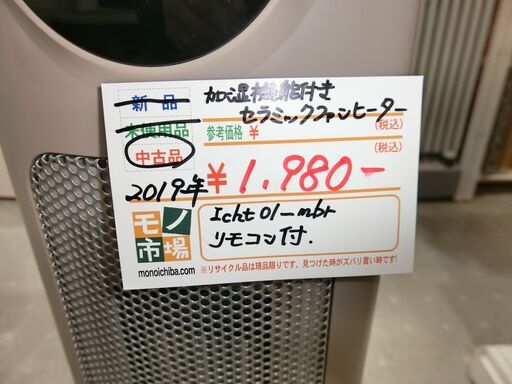 新品
加湿機能付き
セラミックファンヒーター
未使用品
参考価格 ¥
(税込)
中古品
(税込)
2019年
¥1.980-
モノ市場
Icht01-mbr
リモコン付.
monoichiba.com
※リサイクル品は現品限りです。見つけた時がズバリ買い時です!